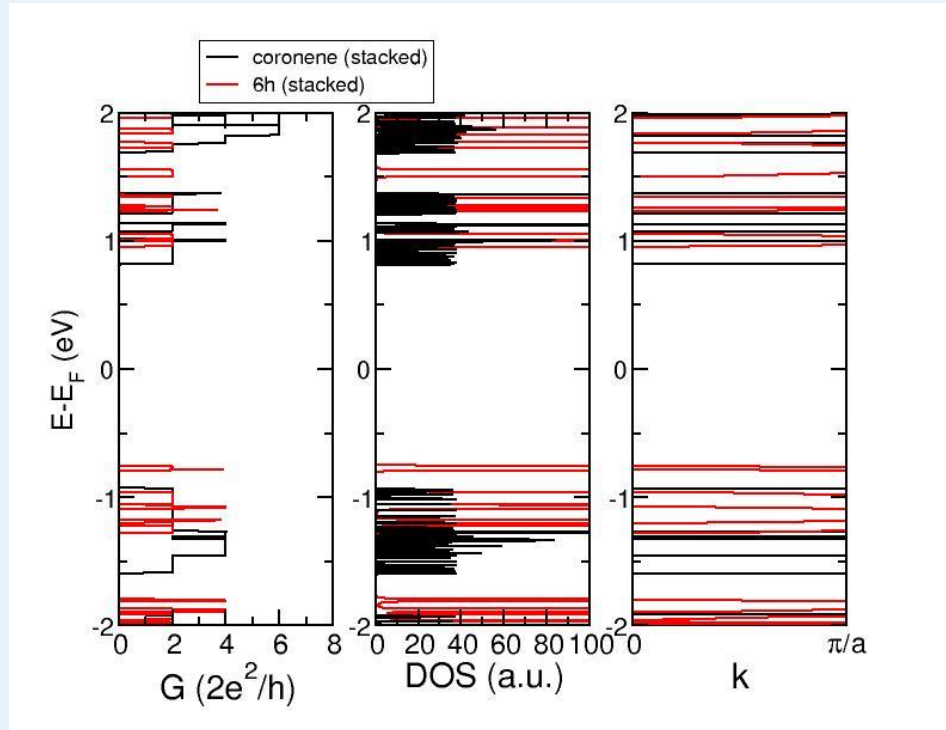 coronene (stacked)
6h (stacked)
2 2 2
1 1 1
E-E_F (eV)
0 0 0
-1 -1 -1
-2 -2 -2
0 2 4 6 8 0 20 40 60 80 100 0 π/a
G (2e²/h) DOS (a.u.) k